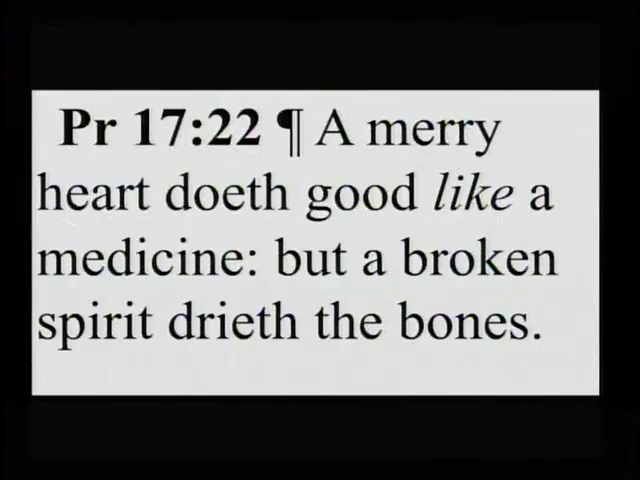 Pr 17:22 ¶ A merry
heart doeth good like a
medicine: but a broken
spirit drieth the bones.